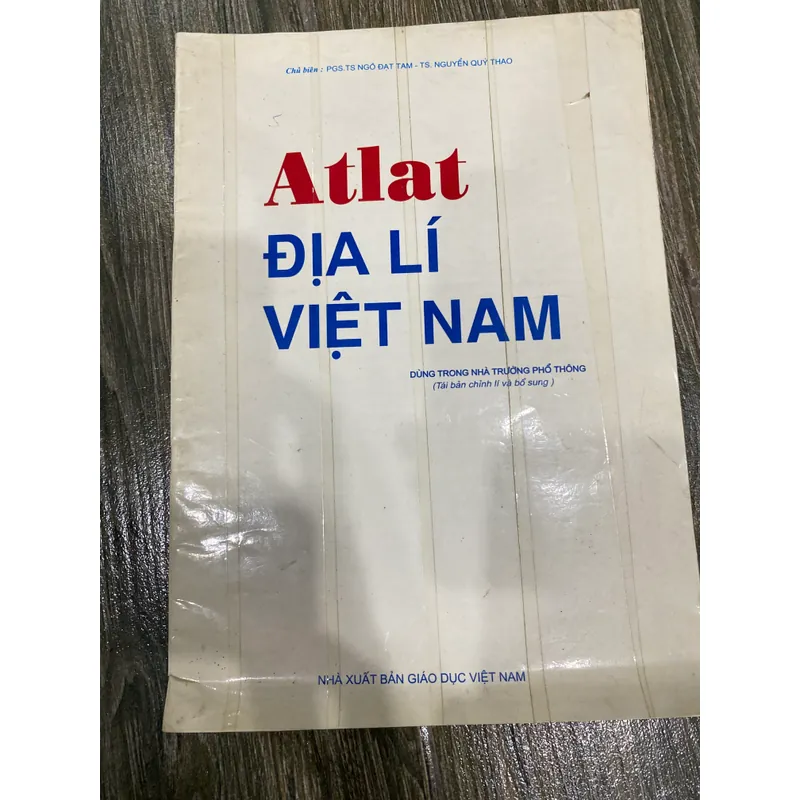 Chủ biên : PGS.TS NGÔ ĐẠT TAM - TS. NGUYỄN QUÝ THAO
Atlat
ĐỊA LÍ
VIỆT NAM
DÙNG TRONG NHÀ TRƯỜNG PHỔ THÔNG
(Tái bản chỉnh lí và bổ sung )
NHÀ XUẤT BẢN GIÁO DỤC VIỆT NAM